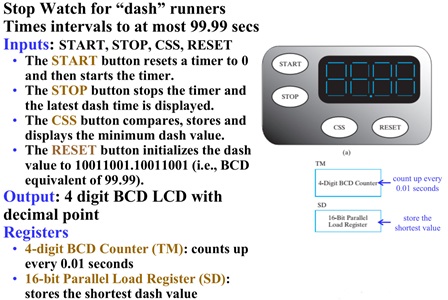 Stop Watch for “dash” runners
Times intervals to at most 99.99 secs
Inputs: START, STOP, CSS, RESET
• The START button resets a timer to 0
and then starts the timer.
• The STOP button stops the timer and
the latest dash time is displayed.
• The CSS button compares, stores and
displays the minimum dash value.
• The RESET button initializes the dash
value to 10011001.10011001 (i.e., BCD
equivalent of 99.99).
Output: 4 digit BCD LCD with
decimal point
Registers
• 4-digit BCD Counter (TM): counts up
every 0.01 seconds
• 16-bit Parallel Load Register (SD):
stores the shortest dash value
START
STOP
88.88
CSS
RESET
(a)
TM
4-Digit BCD Counter
count up every
0.01 seconds
SD
16-Bit Parallel
Load Register
store the
shortest value